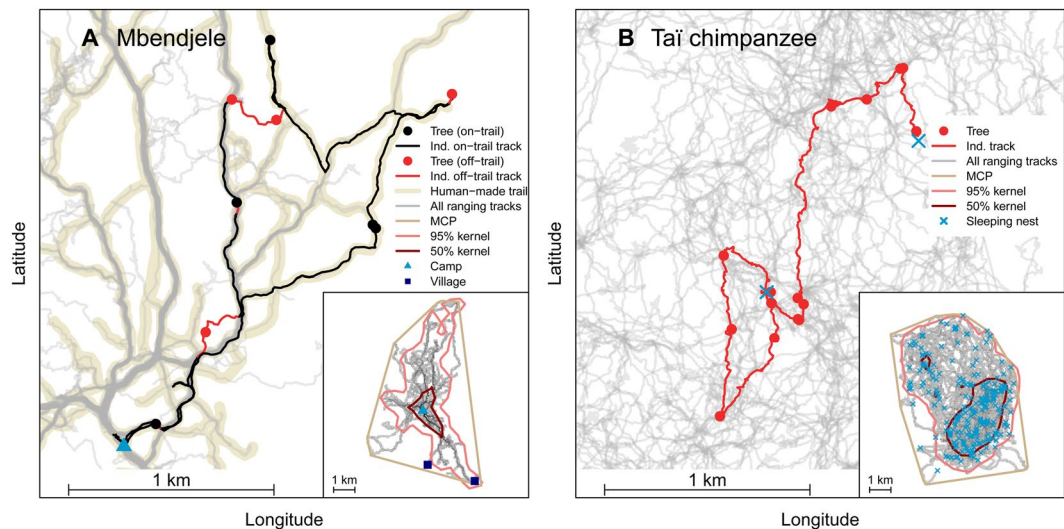 A Mbendjele
Tree (on−trail)
Ind. on−trail track
Tree (off−trail)
Ind. off−trail track
Human−made trail
All ranging tracks
MCP
95% kernel
50% kernel
Camp
Village
Latitude
1 km
1 km
B Taï chimpanzee
Tree
Ind. track
All ranging tracks
MCP
95% kernel
50% kernel
Sleeping nest
Latitude
1 km
1 km
Longitude
Longitude